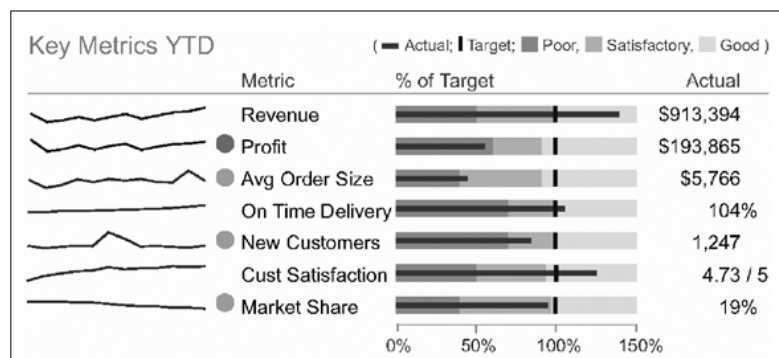 Key Metrics YTD ( Actual; Target; Poor, Satisfactory, Good )
Metric % of Target Actual
Revenue $913,394
Profit $193,865
Avg Order Size $5,766
On Time Delivery 104%
New Customers 1,247
Cust Satisfaction 4.73 / 5
Market Share 19%
0% 50% 100% 150%